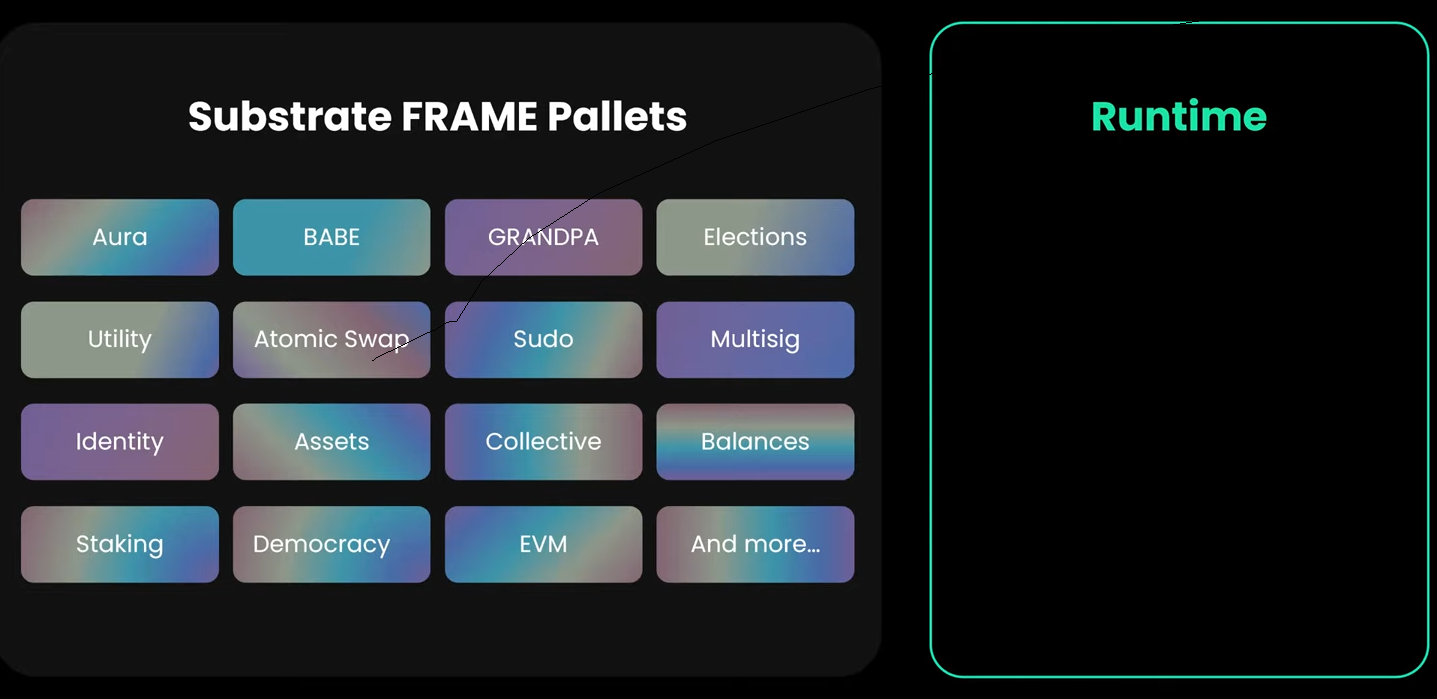 Substrate FRAME Pallets
Aura
BABE
GRANDPA
Elections
Utility
Atomic Swap
Sudo
Multisig
Identity
Assets
Collective
Balances
Staking
Democracy
EVM
And more...
Runtime